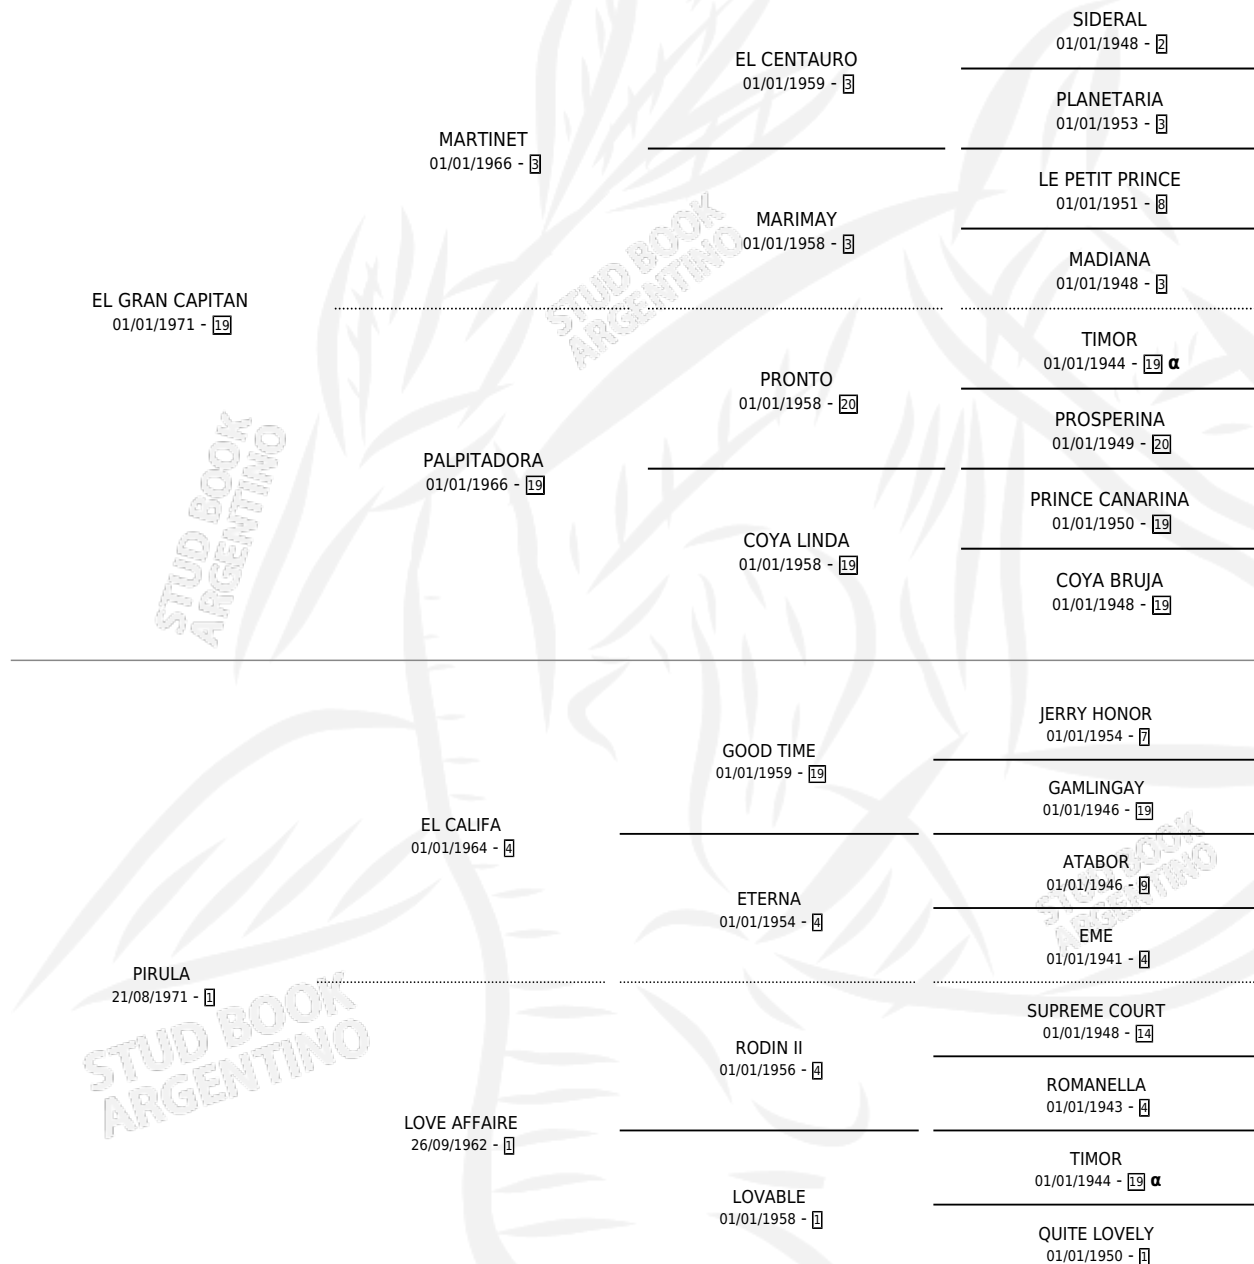 SIDERAL
01/01/1948 - 2
EL CENTAURO
01/01/1959 - 3
PLANETARIA
01/01/1953 - 3
MARTINET
01/01/1966 - 3
LE PETIT PRINCE
01/01/1951 - 8
MARIMAY
01/01/1958 - 3
MADIANA
01/01/1948 - 3
EL GRAN CAPITAN
01/01/1971 - 19
TIMOR
01/01/1944 - 19 α
PRONTO
01/01/1958 - 20
PROSPERINA
01/01/1949 - 20
PALPITADORA
01/01/1966 - 19
PRINCE CANARINA
01/01/1950 - 19
COYA LINDA
01/01/1958 - 19
COYA BRUJA
01/01/1948 - 19
STUD BOOK
ARGENTINO
STUD BOOK
ARGENTINO
JERRY HONOR
01/01/1954 - 7
GOOD TIME
01/01/1959 - 19
GAMLINGAY
01/01/1946 - 19
EL CALIFA
01/01/1964 - 4
ATABOR
01/01/1946 - 9
ETERNA
01/01/1954 - 4
EME
01/01/1941 - 4
PIRULA
21/08/1971 - 1
SUPREME COURT
01/01/1948 - 14
RODIN II
01/01/1956 - 4
ROMANELLA
01/01/1943 - 4
LOVE AFFAIRE
26/09/1962 - 1
TIMOR
01/01/1944 - 19 α
LOVABLE
01/01/1958 - 1
QUITE LOVELY
01/01/1950 - 1
STUD BOOK
ARGENTINO
STUD BOOK
ARGENTINO